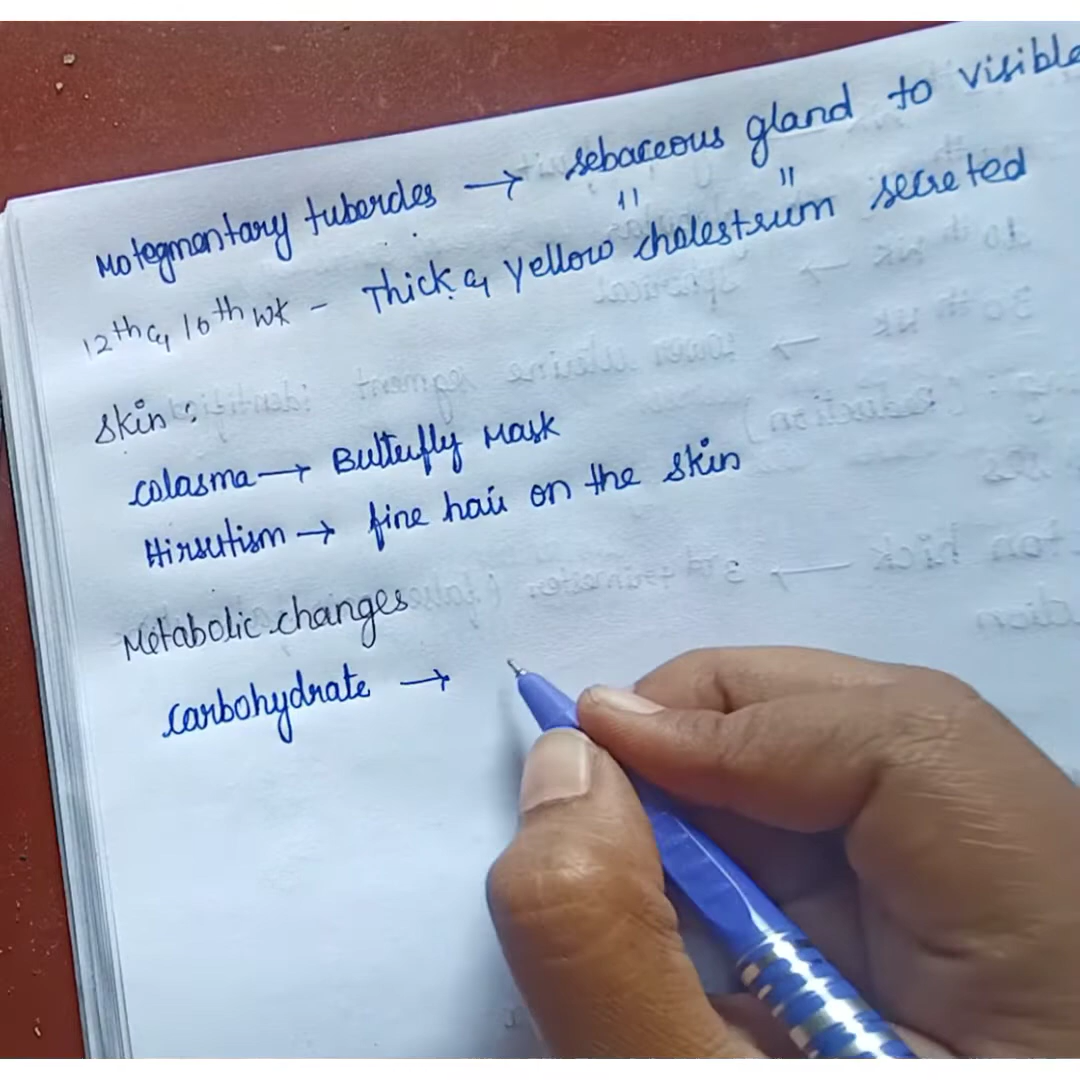 Motegmentary tubercles → sebaceous gland to visible
" "
12th & 16th wk - Thick & yellow cholestrum secreted
Skin :
colasma → Butterfly Mask
Hirsutism → fine hair on the skin
Metabolic changes
carbohydrate →